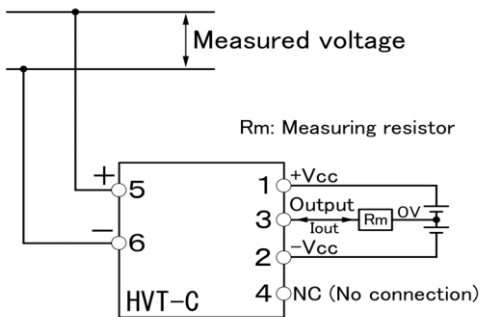 Measured voltage
Rm: Measuring resistor
+ 5
1 +Vcc
3 Output Iout Rm 0V
− 6
2 −Vcc
4 NC (No connection)
HVT-C